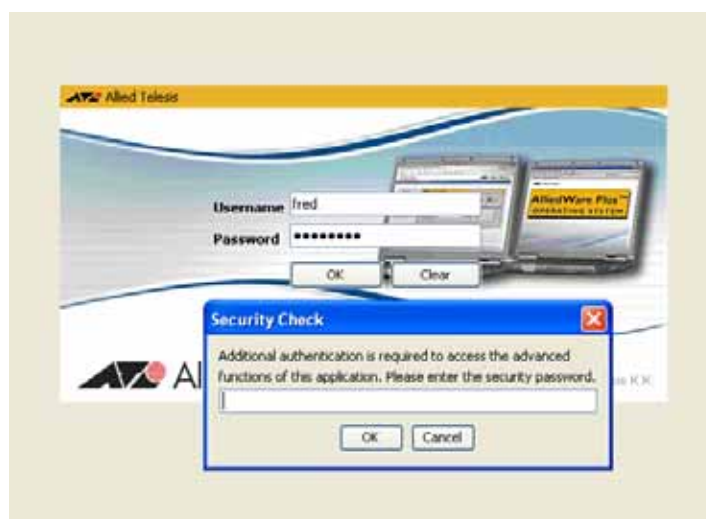 Allied Telesis
AlliedWare Plus™
OPERATING SYSTEM
Username fred
Password ••••••••
OK Clear
Security Check
Additional authentication is required to access the advanced
functions of this application. Please enter the security password.
OK Cancel